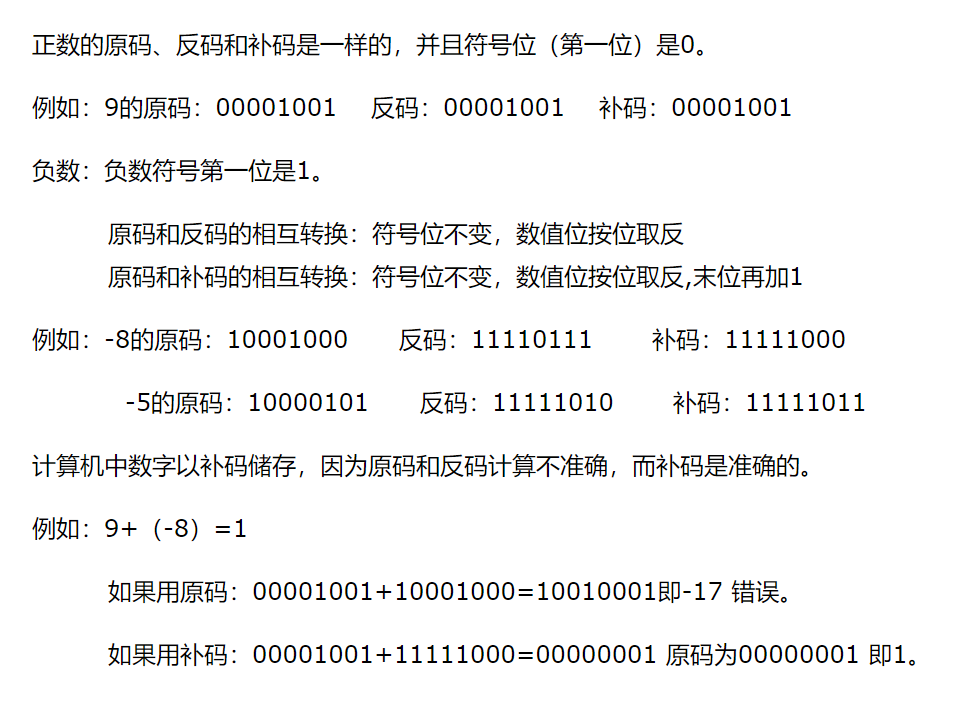 正数的原码、反码和补码是一样的，并且符号位（第一位）是0。
例如：9的原码：00001001 反码：00001001 补码：00001001
负数：负数符号第一位是1。
原码和反码的相互转换：符号位不变，数值位按位取反
原码和补码的相互转换：符号位不变，数值位按位取反,末位再加1
例如：-8的原码：10001000 反码：11110111 补码：11111000
-5的原码：10000101 反码：11111010 补码：11111011
计算机中数字以补码储存，因为原码和反码计算不准确，而补码是准确的。
例如：9+（-8）=1
如果用原码：00001001+10001000=10010001即-17 错误。
如果用补码：00001001+11111000=00000001 原码为00000001 即1。